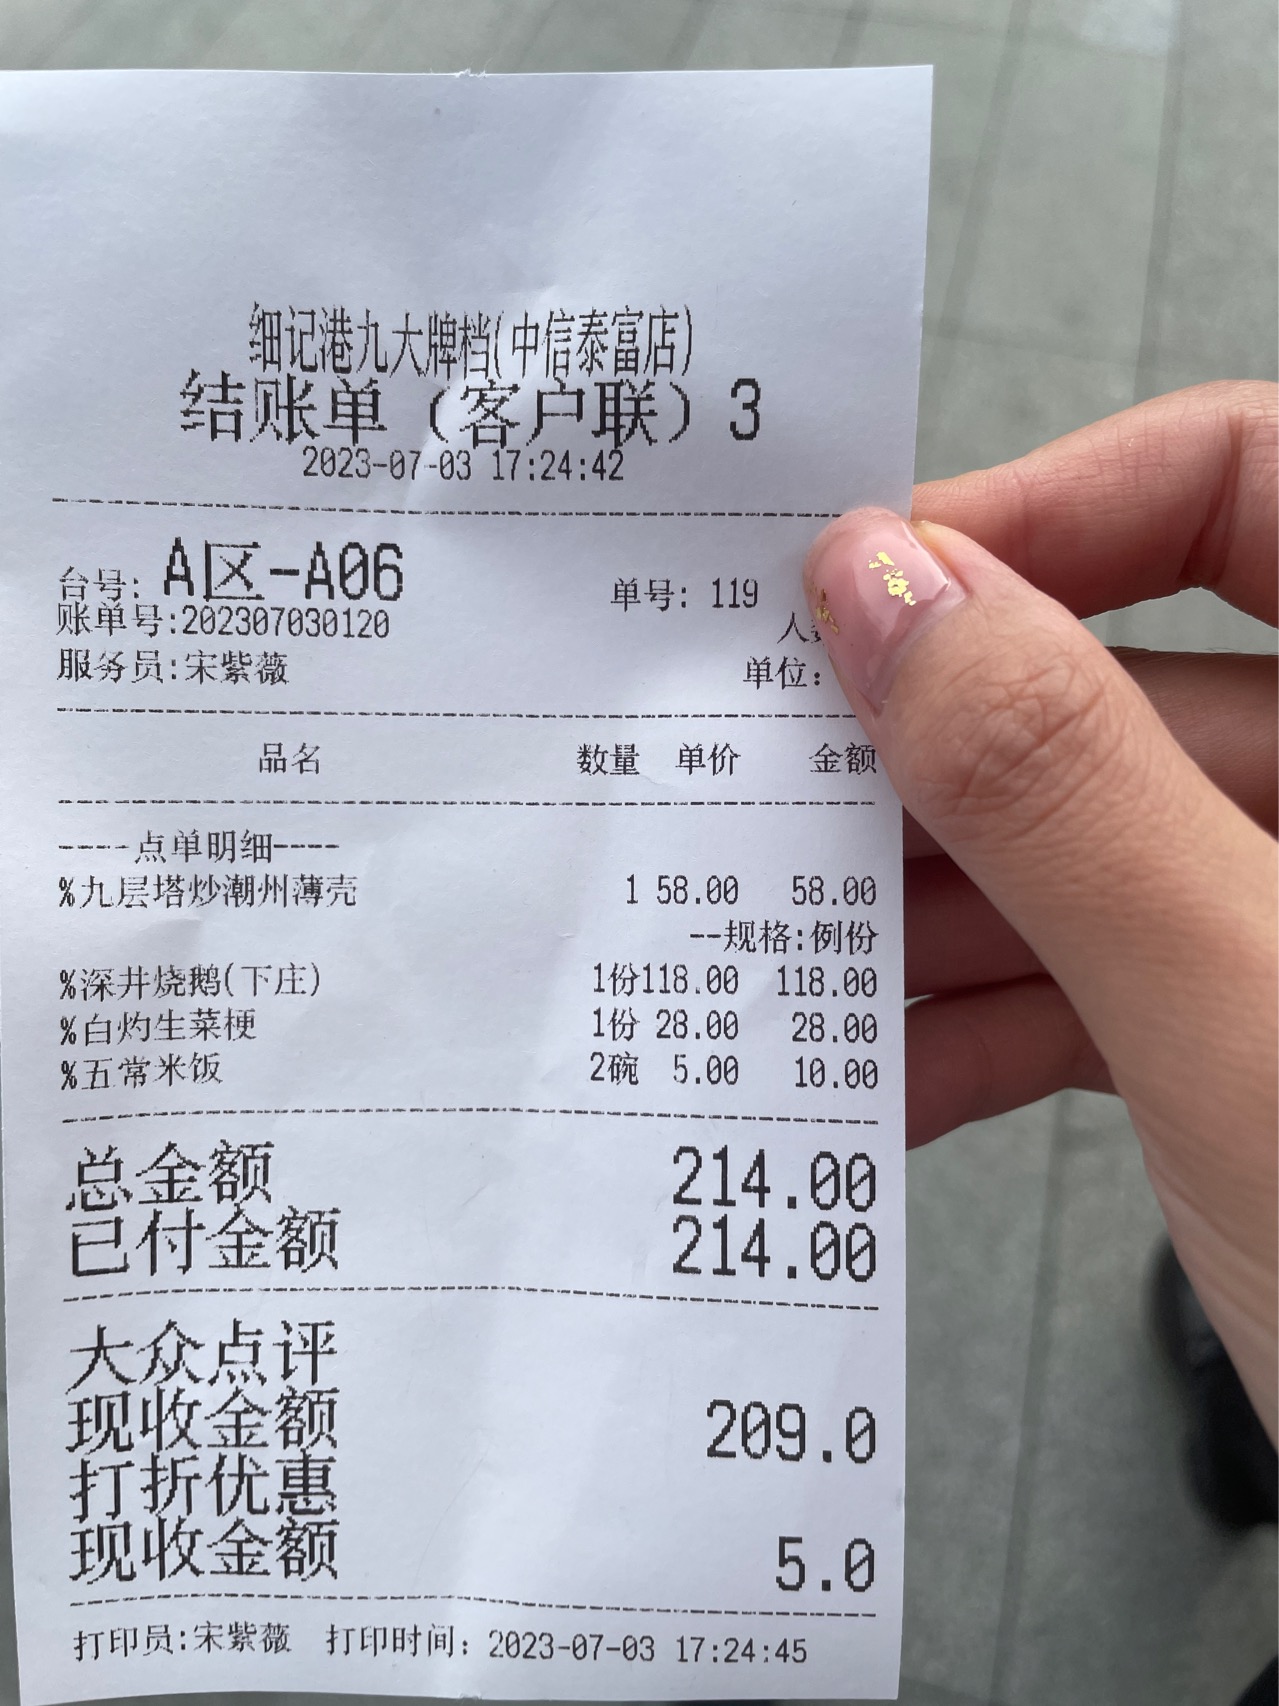 细记港九大牌档(中信泰富店)
结账单（客户联）3
2023-07-03 17:24:42
台号: A区-A06 单号: 119
账单号:202307030120 人
服务员:宋紫薇 单位:
品名 数量 单价 金额
----点单明细----
%九层塔炒潮州薄壳 1 58.00 58.00
--规格:例份
%深井烧鹅(下庄) 1份118.00 118.00
%白灼生菜梗 1份 28.00 28.00
%五常米饭 2碗 5.00 10.00
总金额 214.00
已付金额 214.00
大众点评
现收金额 209.0
打折优惠
现收金额 5.0
打印员:宋紫薇 打印时间: 2023-07-03 17:24:45